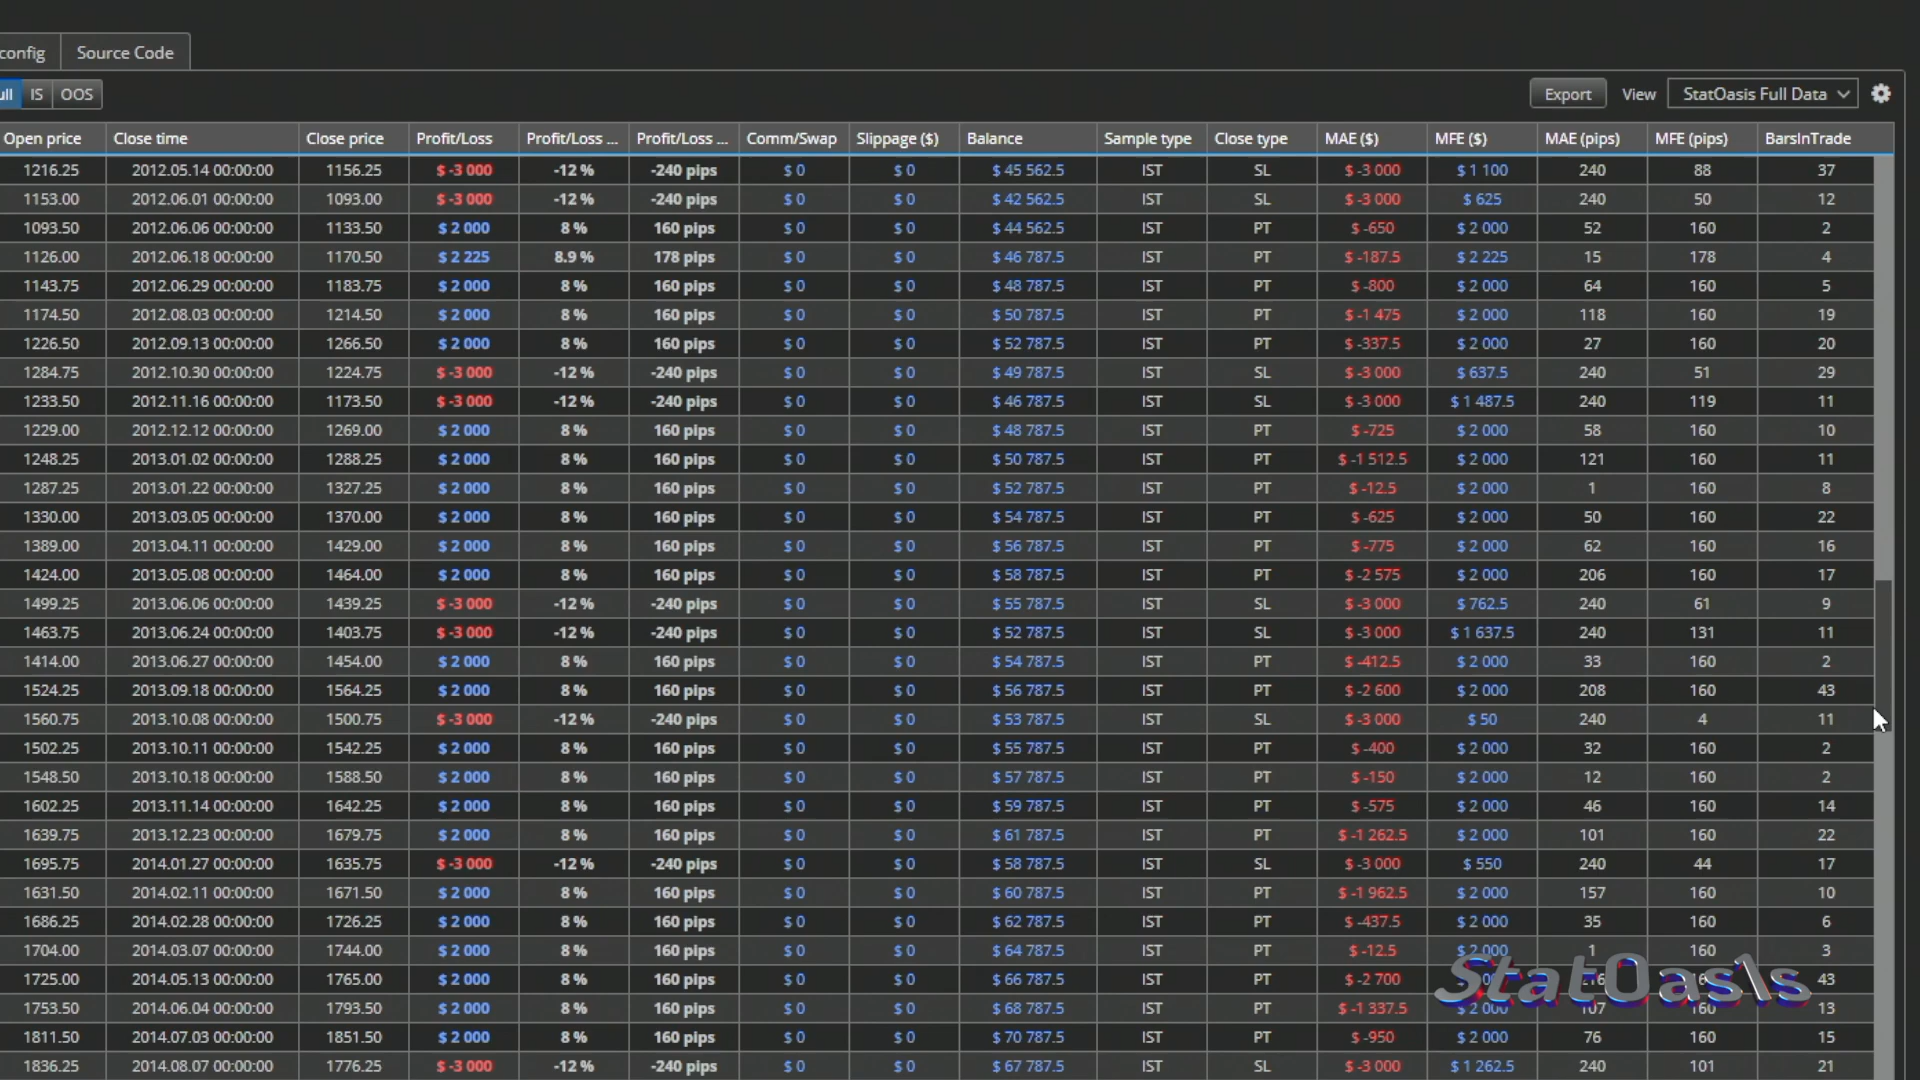 config Source Code
ull IS OOS Export View StatOasis Full Data
Open price Close time Close price Profit/Loss Profit/Loss ... Profit/Loss ... Comm/Swap Slippage ($) Balance Sample type Close type MAE ($) MFE ($) MAE (pips) MFE (pips) BarsInTrade
1216.25 2012.05.14 00:00:00 1156.25 $ -3 000 -12 % -240 pips $ 0 $ 0 $ 45 562.5 IST SL $ -3 000 $ 1 100 240 88 37
1153.00 2012.06.01 00:00:00 1093.00 $ -3 000 -12 % -240 pips $ 0 $ 0 $ 42 562.5 IST SL $ -3 000 $ 625 240 50 12
1093.50 2012.06.06 00:00:00 1133.50 $ 2 000 8 % 160 pips $ 0 $ 0 $ 44 562.5 IST PT $ -650 $ 2 000 52 160 2
1126.00 2012.06.18 00:00:00 1170.50 $ 2 225 8.9 % 178 pips $ 0 $ 0 $ 46 787.5 IST PT $ -187.5 $ 2 225 15 178 4
1143.75 2012.06.29 00:00:00 1183.75 $ 2 000 8 % 160 pips $ 0 $ 0 $ 48 787.5 IST PT $ -800 $ 2 000 64 160 5
1174.50 2012.08.03 00:00:00 1214.50 $ 2 000 8 % 160 pips $ 0 $ 0 $ 50 787.5 IST PT $ -1 475 $ 2 000 118 160 19
1226.50 2012.09.13 00:00:00 1266.50 $ 2 000 8 % 160 pips $ 0 $ 0 $ 52 787.5 IST PT $ -337.5 $ 2 000 27 160 20
1284.75 2012.10.30 00:00:00 1224.75 $ -3 000 -12 % -240 pips $ 0 $ 0 $ 49 787.5 IST SL $ -3 000 $ 637.5 240 51 29
1233.50 2012.11.16 00:00:00 1173.50 $ -3 000 -12 % -240 pips $ 0 $ 0 $ 46 787.5 IST SL $ -3 000 $ 1 487.5 240 119 11
1229.00 2012.12.12 00:00:00 1269.00 $ 2 000 8 % 160 pips $ 0 $ 0 $ 48 787.5 IST PT $ -725 $ 2 000 58 160 10
1248.25 2013.01.02 00:00:00 1288.25 $ 2 000 8 % 160 pips $ 0 $ 0 $ 50 787.5 IST PT $ -1 512.5 $ 2 000 121 160 11
1287.25 2013.01.22 00:00:00 1327.25 $ 2 000 8 % 160 pips $ 0 $ 0 $ 52 787.5 IST PT $ -12.5 $ 2 000 1 160 8
1330.00 2013.03.05 00:00:00 1370.00 $ 2 000 8 % 160 pips $ 0 $ 0 $ 54 787.5 IST PT $ -625 $ 2 000 50 160 22
1389.00 2013.04.11 00:00:00 1429.00 $ 2 000 8 % 160 pips $ 0 $ 0 $ 56 787.5 IST PT $ -775 $ 2 000 62 160 16
1424.00 2013.05.08 00:00:00 1464.00 $ 2 000 8 % 160 pips $ 0 $ 0 $ 58 787.5 IST PT $ -2 575 $ 2 000 206 160 17
1499.25 2013.06.06 00:00:00 1439.25 $ -3 000 -12 % -240 pips $ 0 $ 0 $ 55 787.5 IST SL $ -3 000 $ 762.5 240 61 9
1463.75 2013.06.24 00:00:00 1403.75 $ -3 000 -12 % -240 pips $ 0 $ 0 $ 52 787.5 IST SL $ -3 000 $ 1 637.5 240 131 11
1414.00 2013.06.27 00:00:00 1454.00 $ 2 000 8 % 160 pips $ 0 $ 0 $ 54 787.5 IST PT $ -412.5 $ 2 000 33 160 2
1524.25 2013.09.18 00:00:00 1564.25 $ 2 000 8 % 160 pips $ 0 $ 0 $ 56 787.5 IST PT $ -2 600 $ 2 000 208 160 43
1560.75 2013.10.08 00:00:00 1500.75 $ -3 000 -12 % -240 pips $ 0 $ 0 $ 53 787.5 IST SL $ -3 000 $ 50 240 4 11
1502.25 2013.10.11 00:00:00 1542.25 $ 2 000 8 % 160 pips $ 0 $ 0 $ 55 787.5 IST PT $ -400 $ 2 000 32 160 2
1548.50 2013.10.18 00:00:00 1588.50 $ 2 000 8 % 160 pips $ 0 $ 0 $ 57 787.5 IST PT $ -150 $ 2 000 12 160 2
1602.25 2013.11.14 00:00:00 1642.25 $ 2 000 8 % 160 pips $ 0 $ 0 $ 59 787.5 IST PT $ -575 $ 2 000 46 160 14
1639.75 2013.12.23 00:00:00 1679.75 $ 2 000 8 % 160 pips $ 0 $ 0 $ 61 787.5 IST PT $ -1 262.5 $ 2 000 101 160 22
1695.75 2014.01.27 00:00:00 1635.75 $ -3 000 -12 % -240 pips $ 0 $ 0 $ 58 787.5 IST SL $ -3 000 $ 550 240 44 17
1631.50 2014.02.11 00:00:00 1671.50 $ 2 000 8 % 160 pips $ 0 $ 0 $ 60 787.5 IST PT $ -1 962.5 $ 2 000 157 160 10
1686.25 2014.02.28 00:00:00 1726.25 $ 2 000 8 % 160 pips $ 0 $ 0 $ 62 787.5 IST PT $ -437.5 $ 2 000 35 160 6
1704.00 2014.03.07 00:00:00 1744.00 $ 2 000 8 % 160 pips $ 0 $ 0 $ 64 787.5 IST PT $ -12.5 $ 2 000 1 160 3
1725.00 2014.05.13 00:00:00 1765.00 $ 2 000 8 % 160 pips $ 0 $ 0 $ 66 787.5 IST PT $ -2 700 43
StatOasis
1753.50 2014.06.04 00:00:00 1793.50 $ 2 000 8 % 160 pips $ 0 $ 0 $ 68 787.5 IST PT $ -1 337.5 $ 2 000 107 160 13
1811.50 2014.07.03 00:00:00 1851.50 $ 2 000 8 % 160 pips $ 0 $ 0 $ 70 787.5 IST PT $ -950 $ 2 000 76 160 15
1836.25 2014.08.07 00:00:00 1776.25 $ -3 000 -12 % -240 pips $ 0 $ 0 $ 67 787.5 IST SL $ -3 000 $ 1 262.5 240 101 21